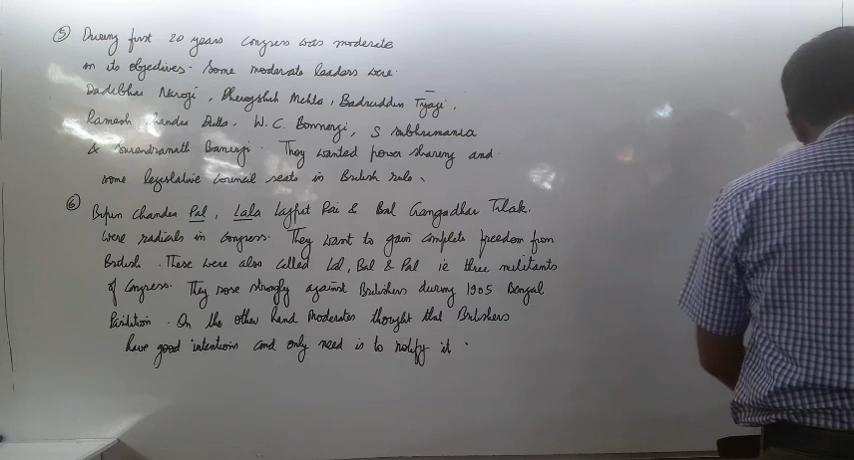 ⑤ During first 20 years Congress was moderate
in its objectives. Some moderate leaders were.
Dadabhai Nkroji, Pherozshah Mehta, Badruddin Tyagi,
Ramesh Chandra Dutta, W.C. Bonnerji, S Subhramania
& Surendranath Banerji. They wanted power sharing and
some legislative council seats in British rule.
⑥ Bipin Chandra Pal, Lala Lajpat Rai & Bal Gangadhar Tilak.
were radicals in Congress. They want to gain complete freedom from
British. These were also called Lal, Bal & Pal ie three militants
of Congress. They rose strongly against Britishers during 1905 Bengal
Partition. On the other hand Moderates thought that Britishers
have good intentions and only need is to notify it.